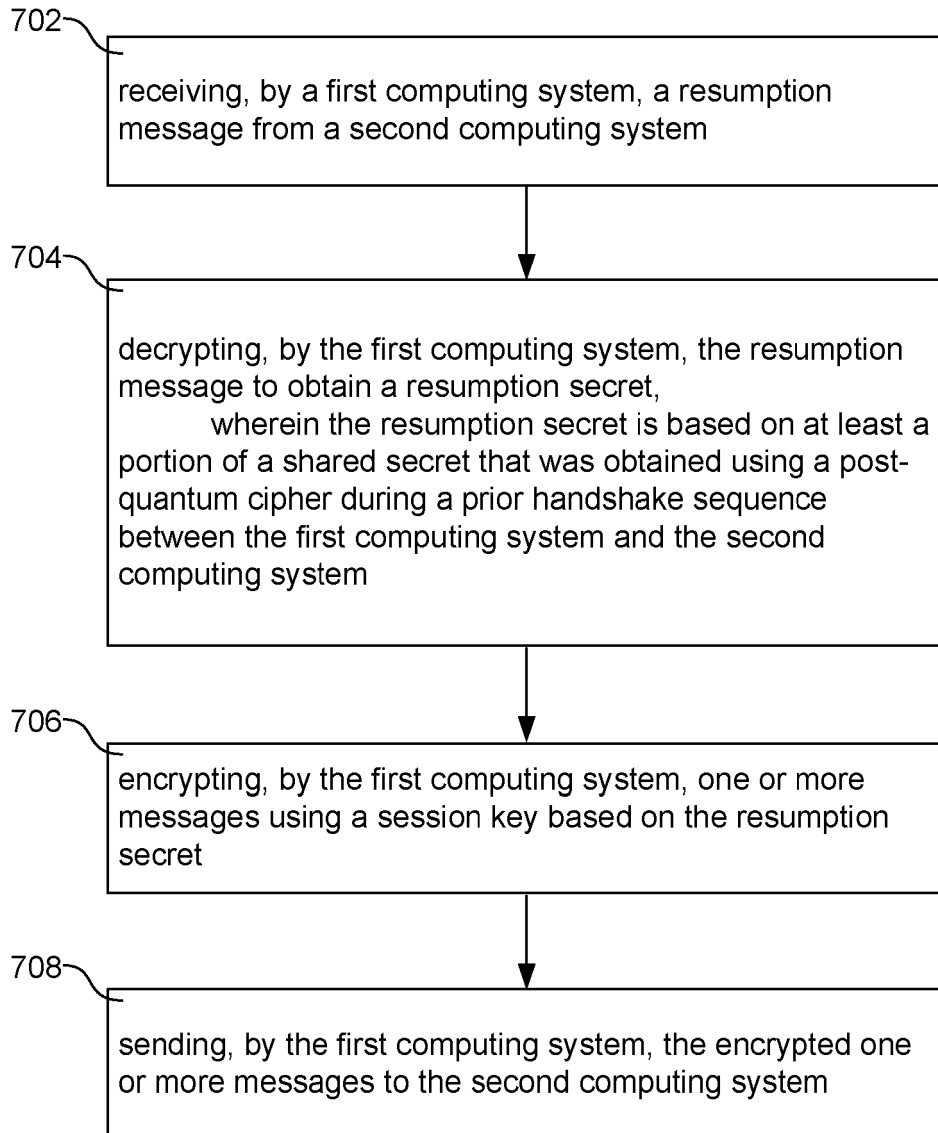 702
receiving, by a first computing system, a resumption
message from a second computing system
704
decrypting, by the first computing system, the resumption
message to obtain a resumption secret,
wherein the resumption secret is based on at least a
portion of a shared secret that was obtained using a post-
quantum cipher during a prior handshake sequence
between the first computing system and the second
computing system
706
encrypting, by the first computing system, one or more
messages using a session key based on the resumption
secret
708
sending, by the first computing system, the encrypted one
or more messages to the second computing system